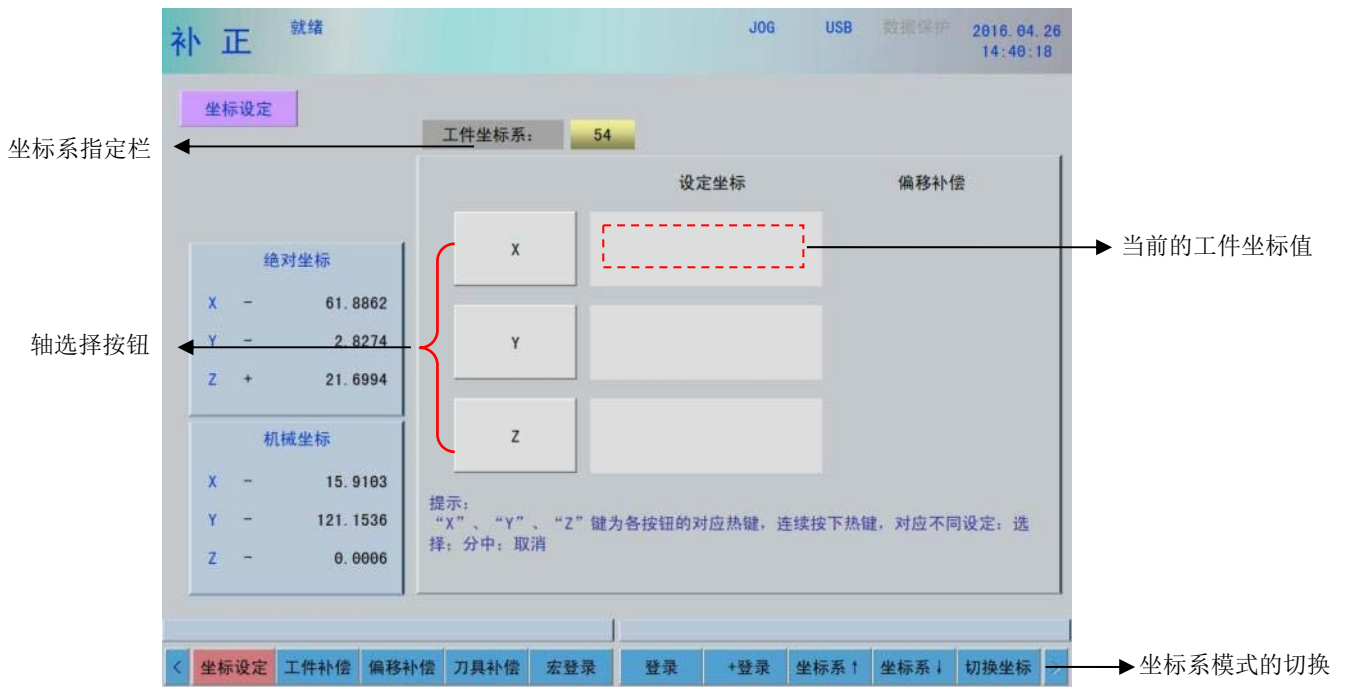 补 正
就绪
JOG
USB
数据保护
2016.04.26
14:40:18
坐标设定
坐标系指定栏
工件坐标系: 54
设定坐标
偏移补偿
X
当前的工件坐标值
绝对坐标
X - 61.8862
Y - 2.8274
Z + 21.6994
轴选择按钮
Y
Z
机械坐标
X - 15.9103
Y - 121.1536
Z - 0.0006
提示:
“X”、“Y”、“Z”键为各按钮的对应热键,连续按下热键,对应不同设定:选
择;分中;取消
< 坐标设定 工件补偿 偏移补偿 刀具补偿 宏登录 登录 +登录 坐标系↑ 坐标系↓ 切换坐标 >
坐标系模式的切换